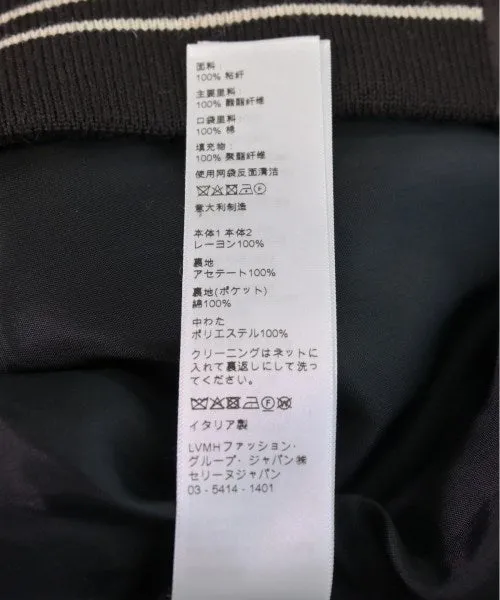 面料:
100% 粘纤
主要里料:
100% 醋酯纤维
口袋里料:
100% 棉
填充物:
100% 聚酯纤维
使用网袋反面清洁
意大利制造
本体1 本体2
レーヨン100%
裏地
アセテート100%
裏地(ポケット)
綿100%
中わた
ポリエステル100%
クリーニングはネットに
入れて裏返しにして洗っ
てください。
イタリア製
LVMHファッション·
グループ· ジャパン㈱
セリーヌジャパン
03 - 5414 - 1401